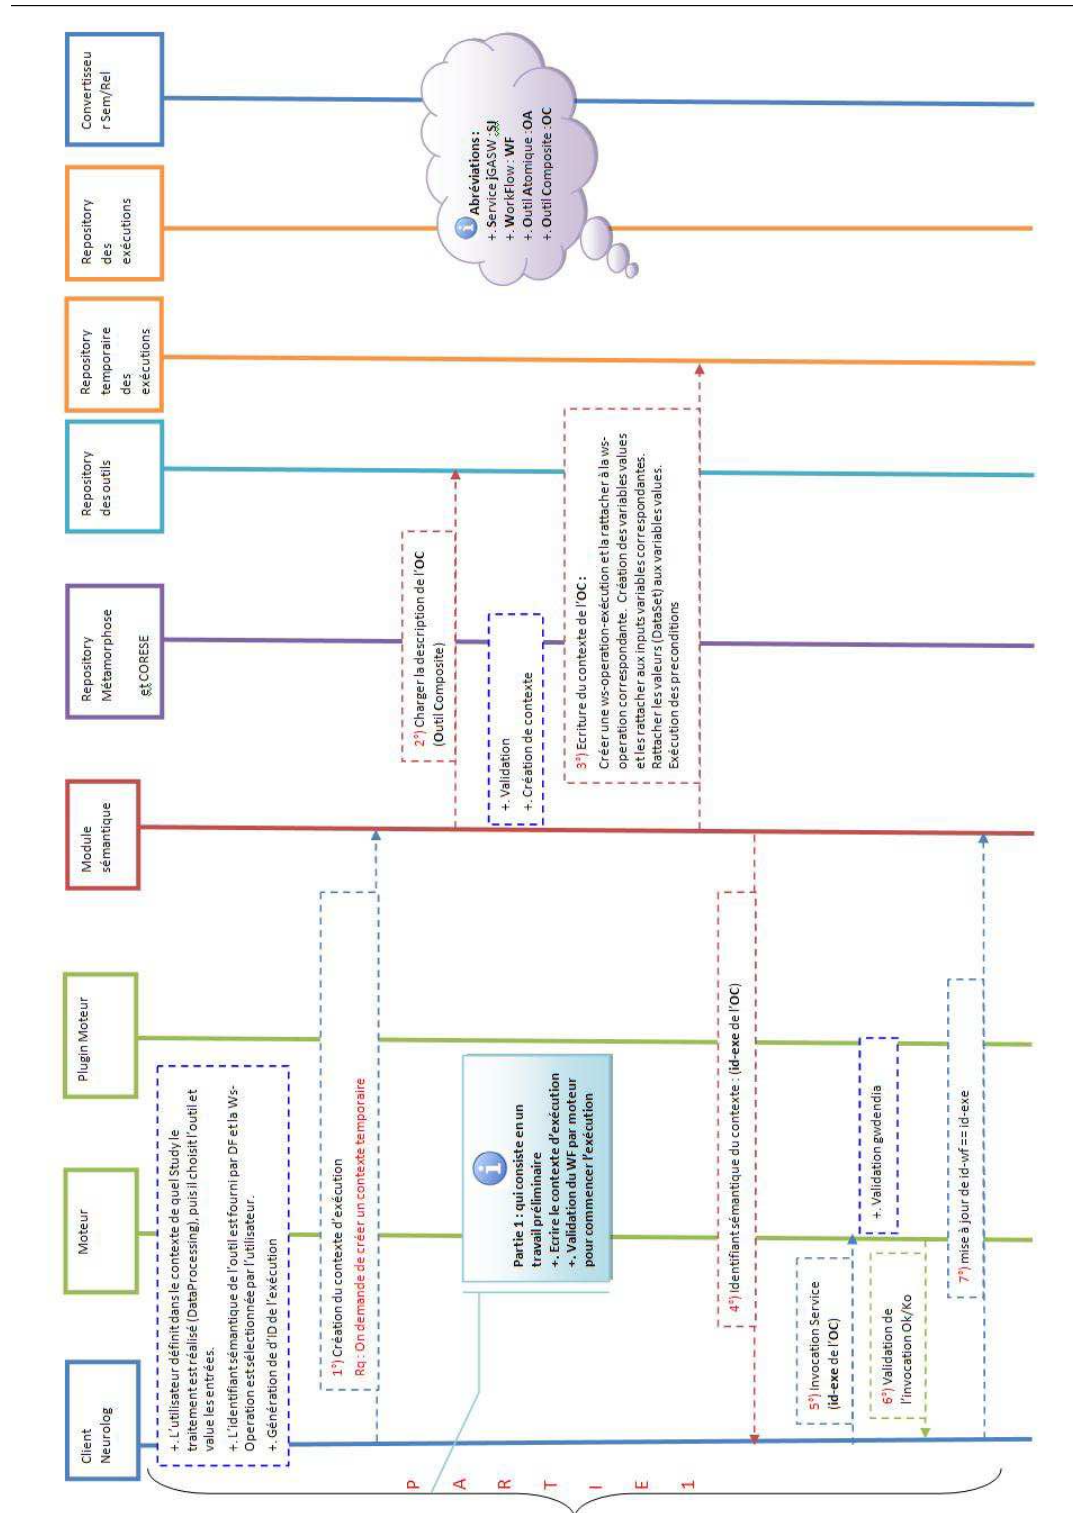 Client
Neurolog
Moteur
Plugin Moteur
Module
sémantique
Repository
Métamorphose
et CORESE
Repository
des outils
Repository
temporaire
des
exécutions
Repository
des
exécutions
Convertisseu
r Sem/Rel
+. L'utilisateur définit dans le contexte de quel Study le
traitement est réalisé (DataProcessing), puis il choisit l'outil et
value les entrées.
+. L'identifiant sémantique de l'outil est fourni par DF et la Ws-
Operation est sélectionnée par l'utilisateur.
+. Génération de d'ID de l'exécution
1°) Création du contexte d'exécution
Rq : On demande de créer un contexte temporaire
2°) Charger la description de l'OC
(Outil Composite)
Abréviations :
+. Service jGASW :SJ
+. WorkFlow : WF
+. Outil Atomique :OA
+. Outil Composite :OC
Partie 1 : qui consiste en un
travail préliminaire
+. Ecrire le contexte d'exécution
+. Validation du WF par moteur
pour commencer l'exécution
+. Validation
+. Création de contexte
3°) Ecriture du contexte de l'OC :
Créer une ws-operation-exécution et la rattacher à la ws-
operation correspondante. Création des variables values
et les rattacher aux inputs variables correspondantes.
Rattacher les valeurs (DataSet) aux variables values.
Exécution des preconditions
4°) Identifiant sémantique du contexte : (id-exe de l'OC)
5°) Invocation Service
(id-exe de l'OC)
+. Validation gwdendia
6°) Validation de
l'invocation Ok/Ko
7°) mise à jour de id-wf == id-exe
PARTIE1